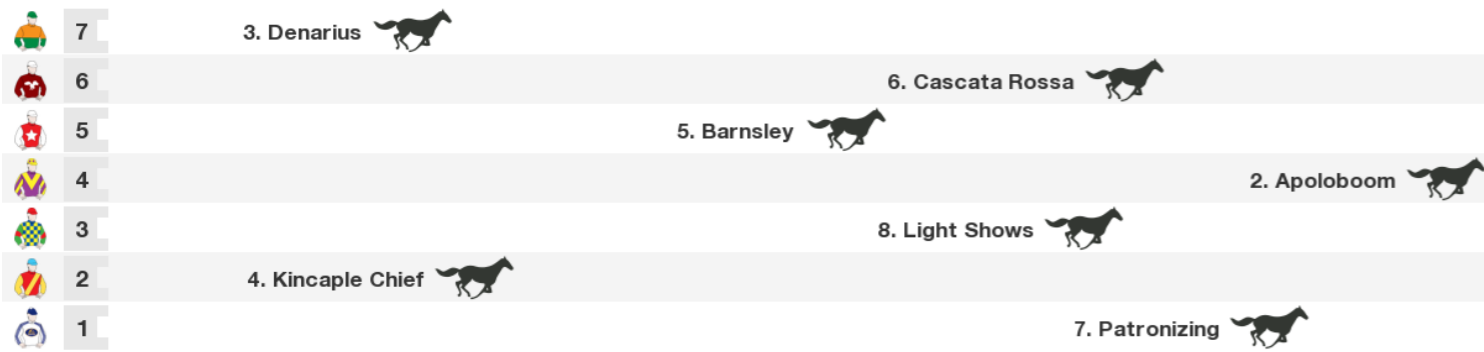 7 3. Denarius
6 6. Cascata Rossa
5 5. Barnsley
4 2. Apoloboom
3 8. Light Shows
2 4. Kincaple Chief
1 7. Patronizing